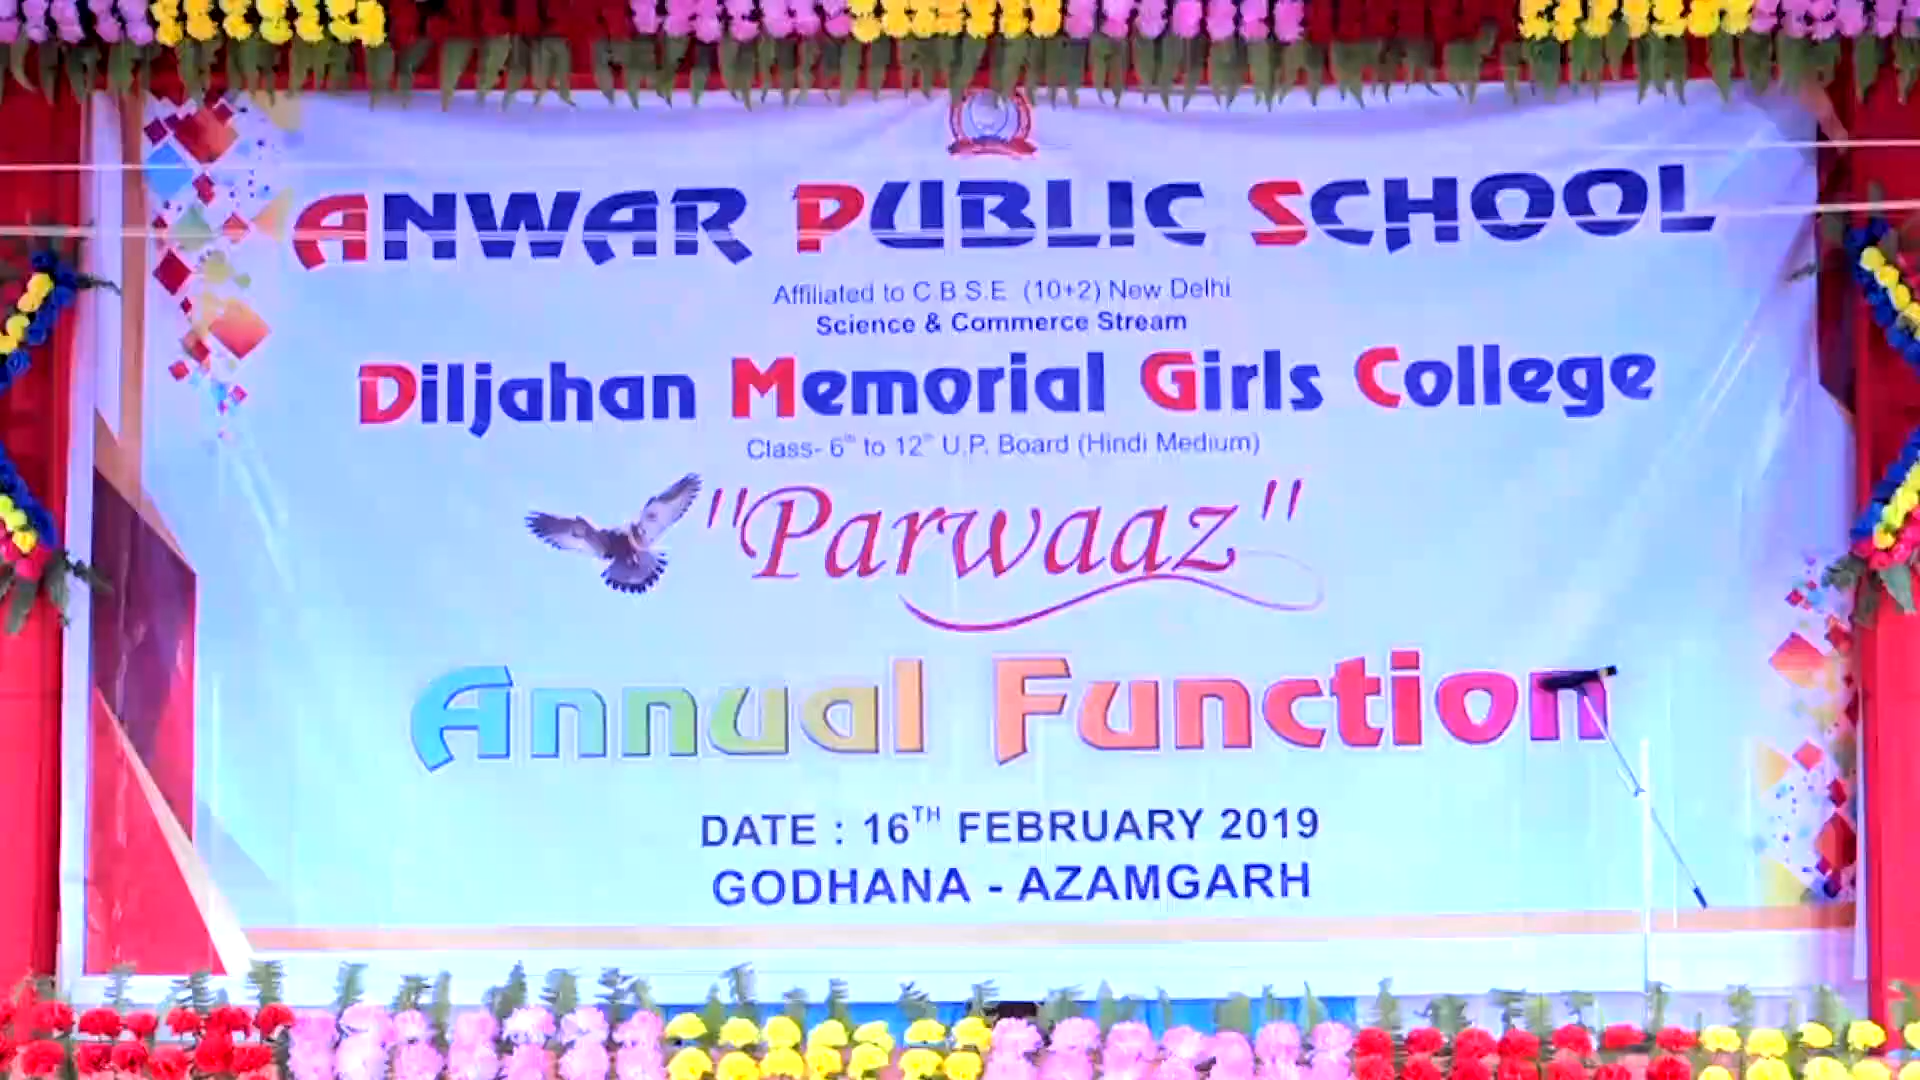 ANWAR PUBLIC SCHOOL
Affiliated to C.B.S.E. (10+2) New Delhi
Science & Commerce Stream
Diljahan Memorial Girls College
Class- 6th to 12th U.P. Board (Hindi Medium)
"Parwaaz"
Annual Function
DATE : 16TH FEBRUARY 2019
GODHANA - AZAMGARH